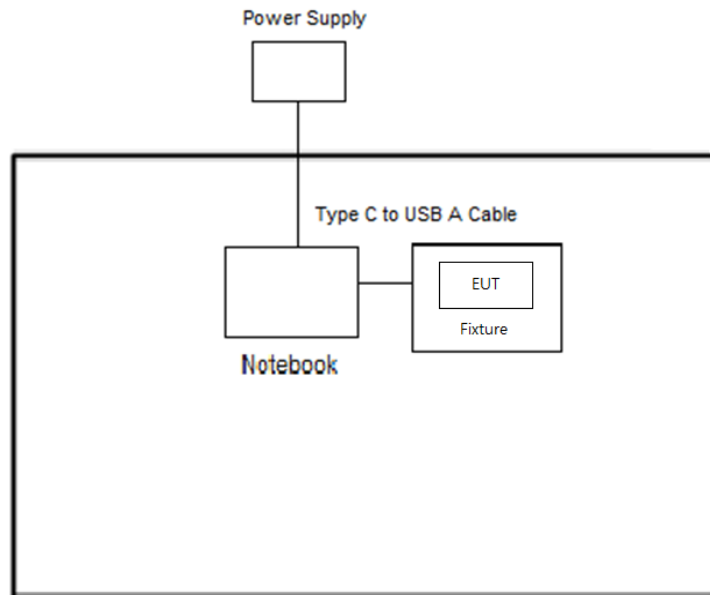 Power Supply
Type C to USB A Cable
EUT
Fixture
Notebook